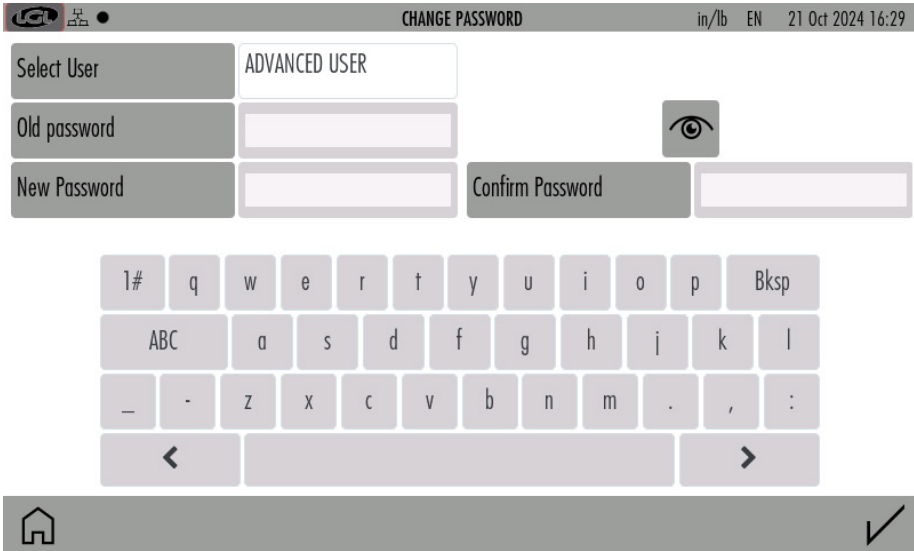 LGL CHANGE PASSWORD in/lb EN 21 Oct 2024 16:29
Select User ADVANCED USER
Old password
New Password Confirm Password
1# q w e r t y u i o p Bksp
ABC a s d f g h j k l
_ - z x c v b n m . , :